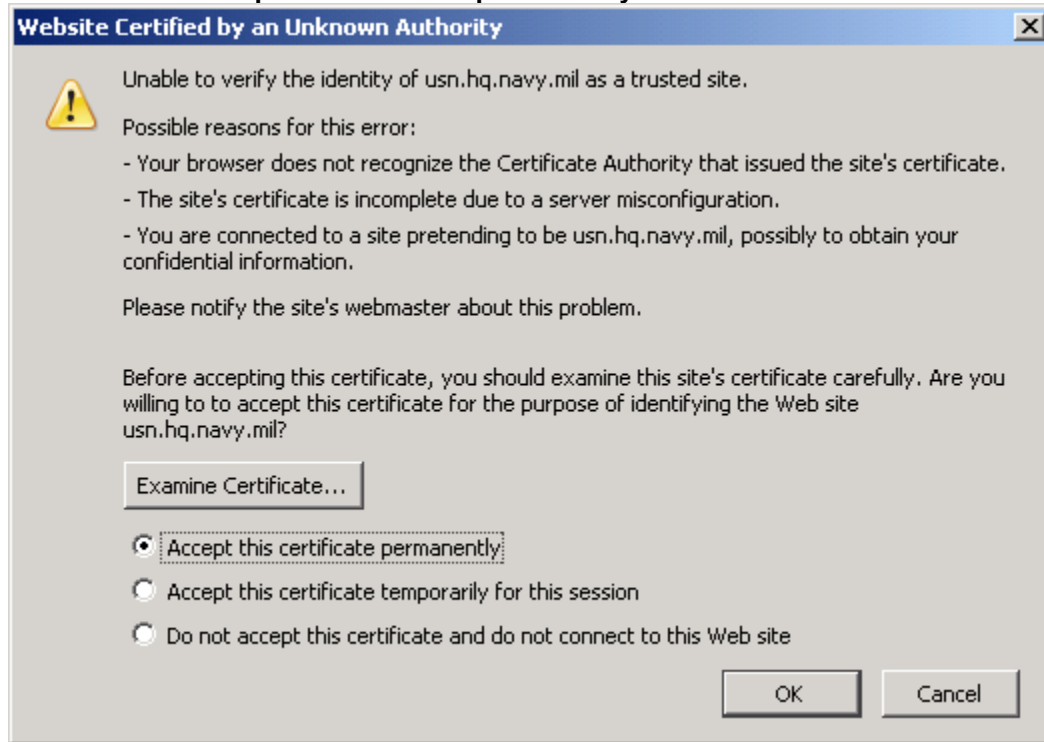 Website Certified by an Unknown Authority
Unable to verify the identity of usn.hq.navy.mil as a trusted site.
Possible reasons for this error:
- Your browser does not recognize the Certificate Authority that issued the site's certificate.
- The site's certificate is incomplete due to a server misconfiguration.
- You are connected to a site pretending to be usn.hq.navy.mil, possibly to obtain your
confidential information.
Please notify the site's webmaster about this problem.
Before accepting this certificate, you should examine this site's certificate carefully. Are you
willing to to accept this certificate for the purpose of identifying the Web site
usn.hq.navy.mil?
Examine Certificate...
Accept this certificate permanently
Accept this certificate temporarily for this session
Do not accept this certificate and do not connect to this Web site
OK Cancel